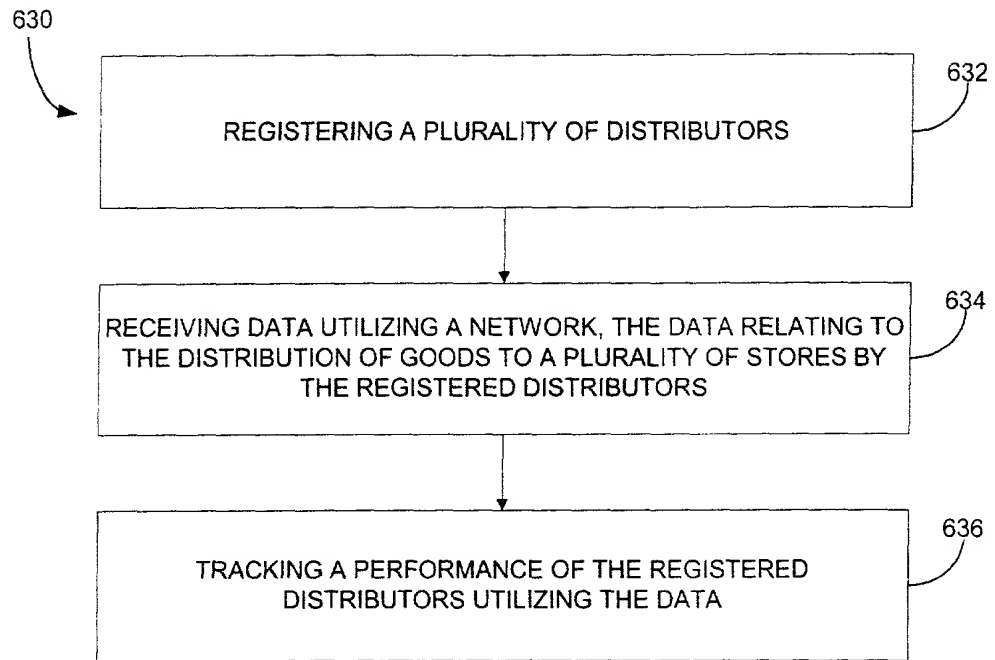 630
632
REGISTERING A PLURALITY OF DISTRIBUTORS
634
RECEIVING DATA UTILIZING A NETWORK, THE DATA RELATING TO
THE DISTRIBUTION OF GOODS TO A PLURALITY OF STORES BY
THE REGISTERED DISTRIBUTORS
636
TRACKING A PERFORMANCE OF THE REGISTERED
DISTRIBUTORS UTILIZING THE DATA